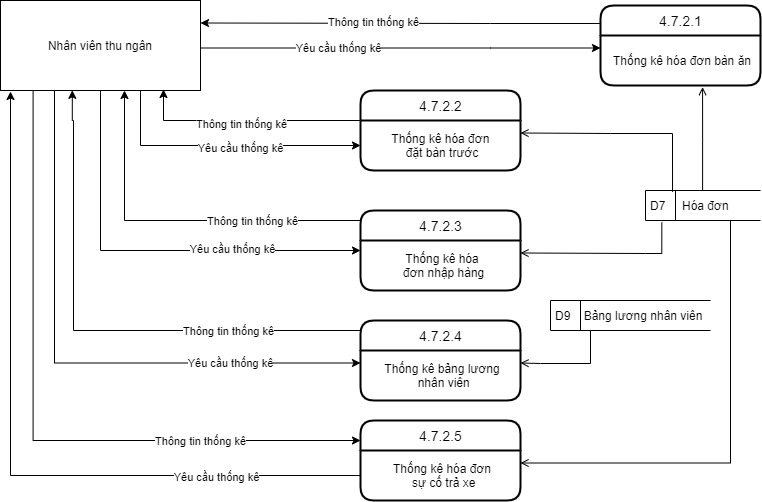 Thông tin thống kê
4.7.2.1
Nhân viên thu ngân
Yêu cầu thống kê
Thống kê hóa đơn bàn ăn
4.7.2.2
Thông tin thống kê
Thống kê hóa đơn
đặt bàn trước
Yêu cầu thống kê
D7
Hóa đơn
Thông tin thống kê
4.7.2.3
Yêu cầu thống kê
Thống kê hóa
đơn nhập hàng
D9
Bảng lương nhân viên
Thông tin thống kê
4.7.2.4
Yêu cầu thống kê
Thống kê bảng lương
nhân viên
4.7.2.5
Thông tin thống kê
Thống kê hóa đơn
sự cố trả xe
Yêu cầu thống kê